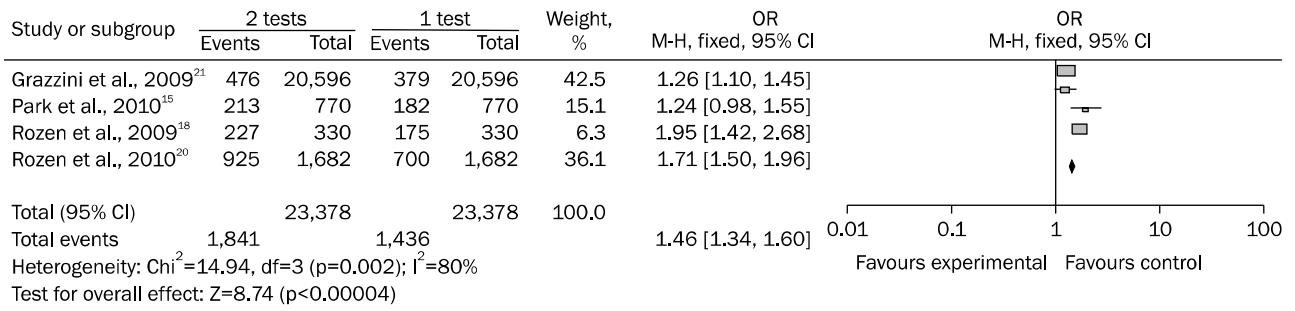 Study or subgroup 2 tests 1 test Weight, % OR M-H, fixed, 95% CI OR M-H, fixed, 95% CI
Events Total Events Total
Grazzini et al., 2009²¹ 476 20,596 379 20,596 42.5 1.26 [1.10, 1.45]
Park et al., 2010¹⁵ 213 770 182 770 15.1 1.24 [0.98, 1.55]
Rozen et al., 2009¹⁸ 227 330 175 330 6.3 1.95 [1.42, 2.68]
Rozen et al., 2010²⁰ 925 1,682 700 1,682 36.1 1.71 [1.50, 1.96]
Total (95% CI) 23,378 23,378 100.0
Total events 1,841 1,436 1.46 [1.34, 1.60]
Heterogeneity: Chi²=14.94, df=3 (p=0.002); I²=80%
Test for overall effect: Z=8.74 (p<0.00004)
0.01 0.1 1 10 100
Favours experimental Favours control